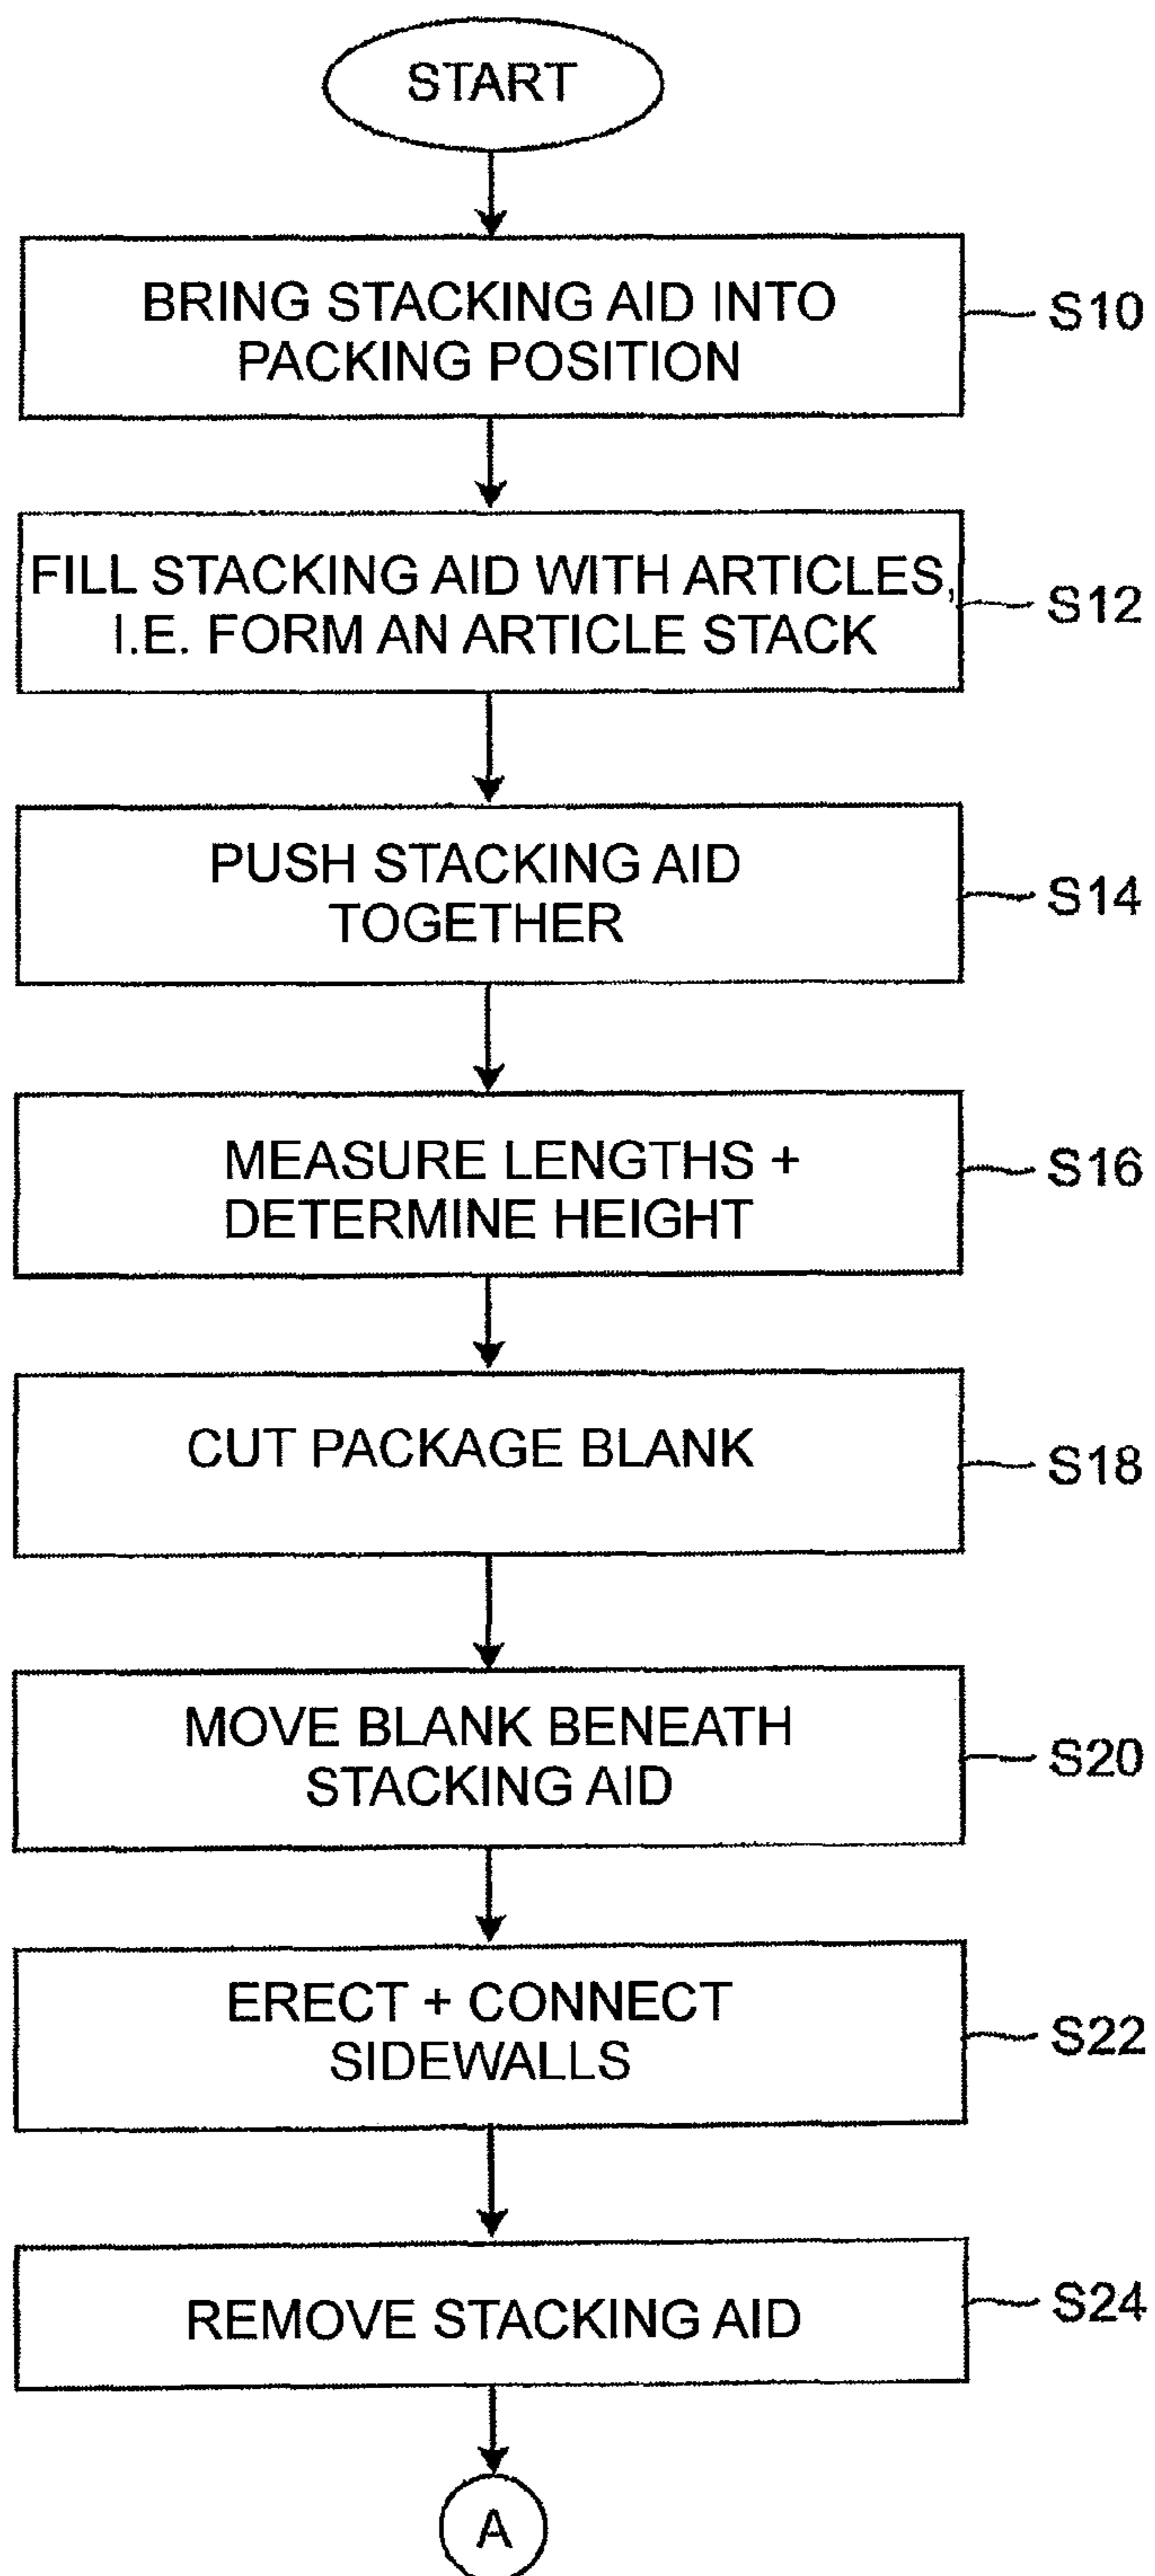 START
BRING STACKING AID INTO
PACKING POSITION
S10
FILL STACKING AID WITH ARTICLES,
I.E. FORM AN ARTICLE STACK
S12
PUSH STACKING AID
TOGETHER
S14
MEASURE LENGTHS +
DETERMINE HEIGHT
S16
CUT PACKAGE BLANK
S18
MOVE BLANK BENEATH
STACKING AID
S20
ERECT + CONNECT
SIDEWALLS
S22
REMOVE STACKING AID
S24
A